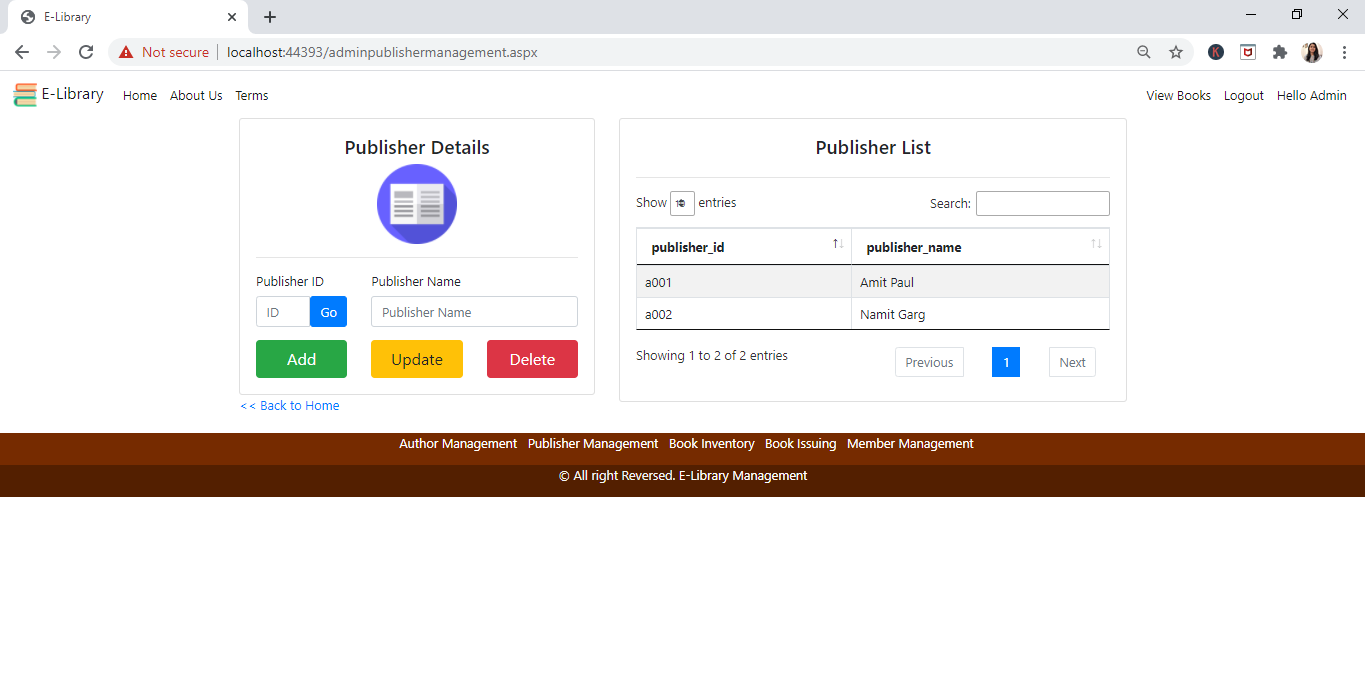 E-Library
Not secure localhost:44393/adminpublishermanagement.aspx
E-Library Home About Us Terms View Books Logout Hello Admin
Publisher Details
Publisher ID Publisher Name
ID Go Publisher Name
Add Update Delete
<< Back to Home
Publisher List
Show entries Search:
publisher_id publisher_name
a001 Amit Paul
a002 Namit Garg
Showing 1 to 2 of 2 entries Previous 1 Next
Author Management Publisher Management Book Inventory Book Issuing Member Management
© All right Reversed. E-Library Management